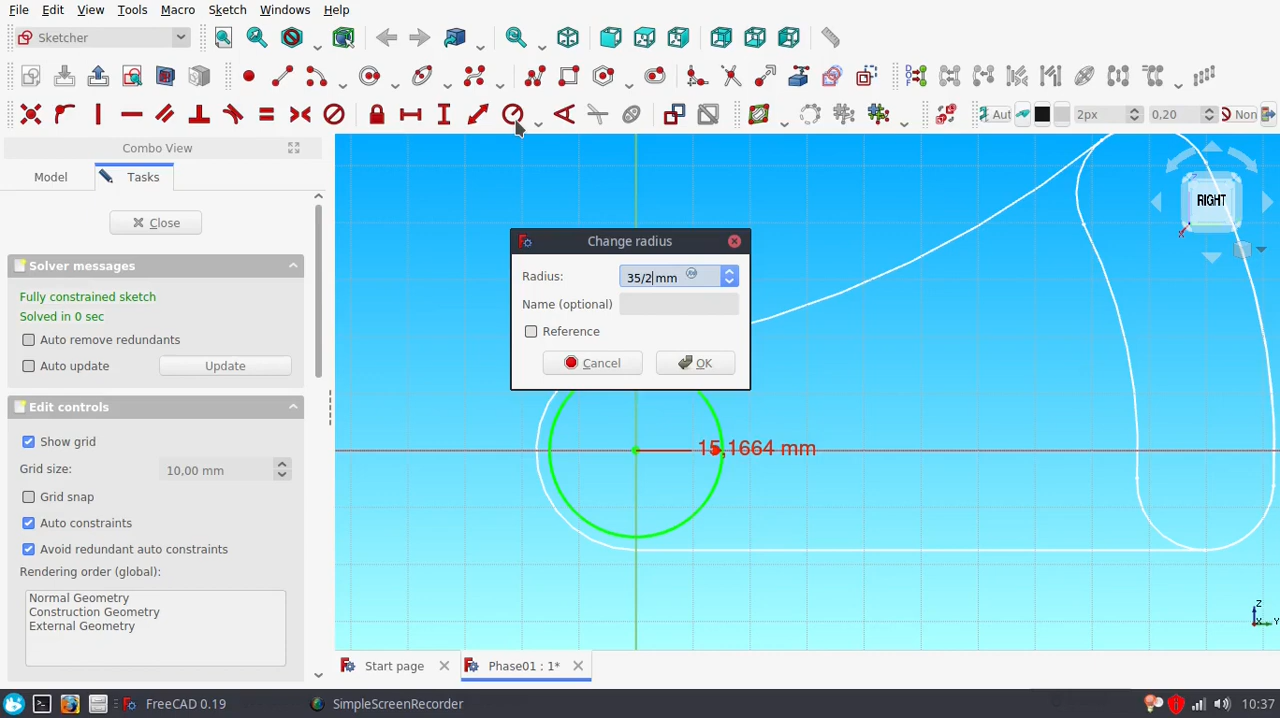 File Edit View Tools Macro Sketch Windows Help
Sketcher
Aut 2px 0,20 Non
Combo View
Model Tasks
Close
Solver messages
Fully constrained sketch
Solved in 0 sec
Auto remove redundants
Auto update Update
Edit controls
Show grid
Grid size: 10,00 mm
Grid snap
Auto constraints
Avoid redundant auto constraints
Rendering order (global):
Normal Geometry
Construction Geometry
External Geometry
Change radius
Radius: 35/2 mm
Name (optional)
Reference
Cancel OK
15,1664 mm
RIGHT
X
Z
X Y
Start page Phase01 : 1*
FreeCAD 0.19 SimpleScreenRecorder 10:37